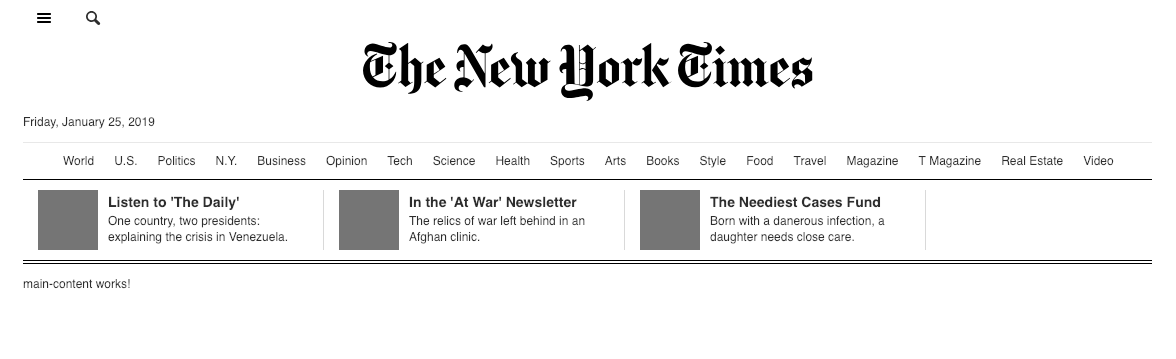 The New York Times
Friday, January 25, 2019
World U.S. Politics N.Y. Business Opinion Tech Science Health Sports Arts Books Style Food Travel Magazine T Magazine Real Estate Video
Listen to 'The Daily'
One country, two presidents:
explaining the crisis in Venezuela.
In the 'At War' Newsletter
The relics of war left behind in an
Afghan clinic.
The Neediest Cases Fund
Born with a danerous infection, a
daughter needs close care.
main-content works!